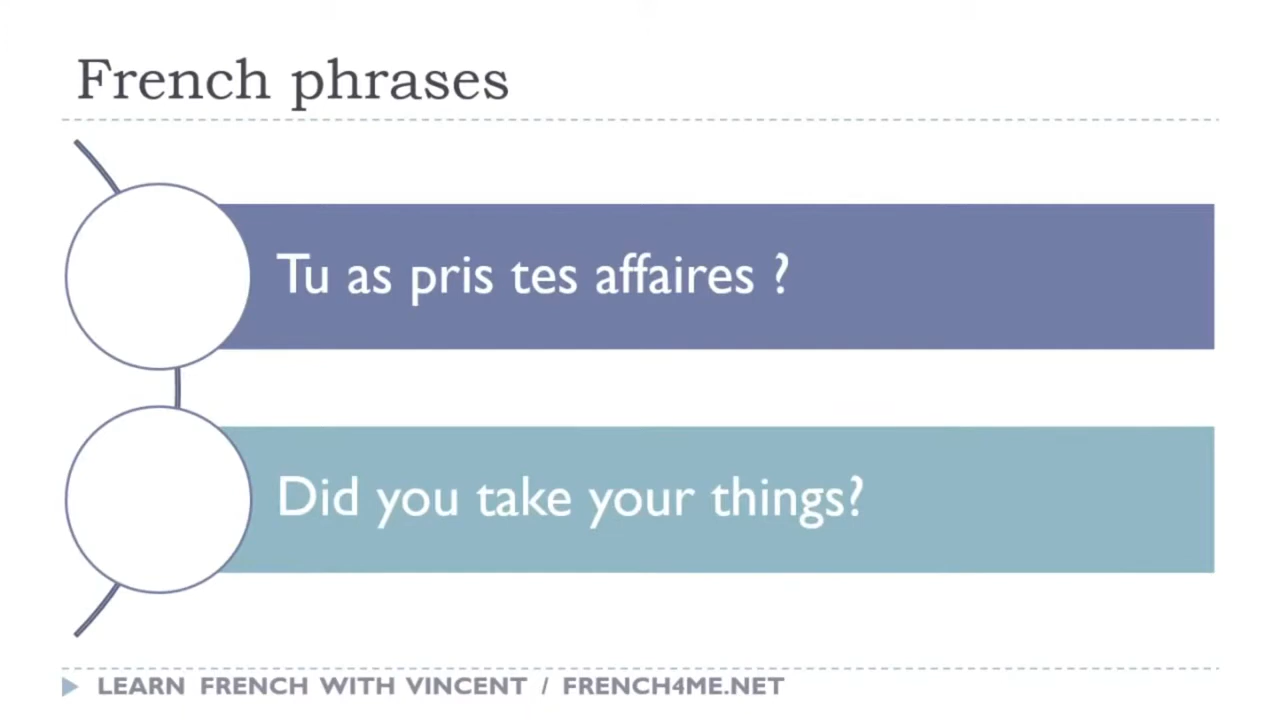 French phrases
Tu as pris tes affaires ?
Did you take your things?
LEARN FRENCH WITH VINCENT / FRENCH4ME.NET